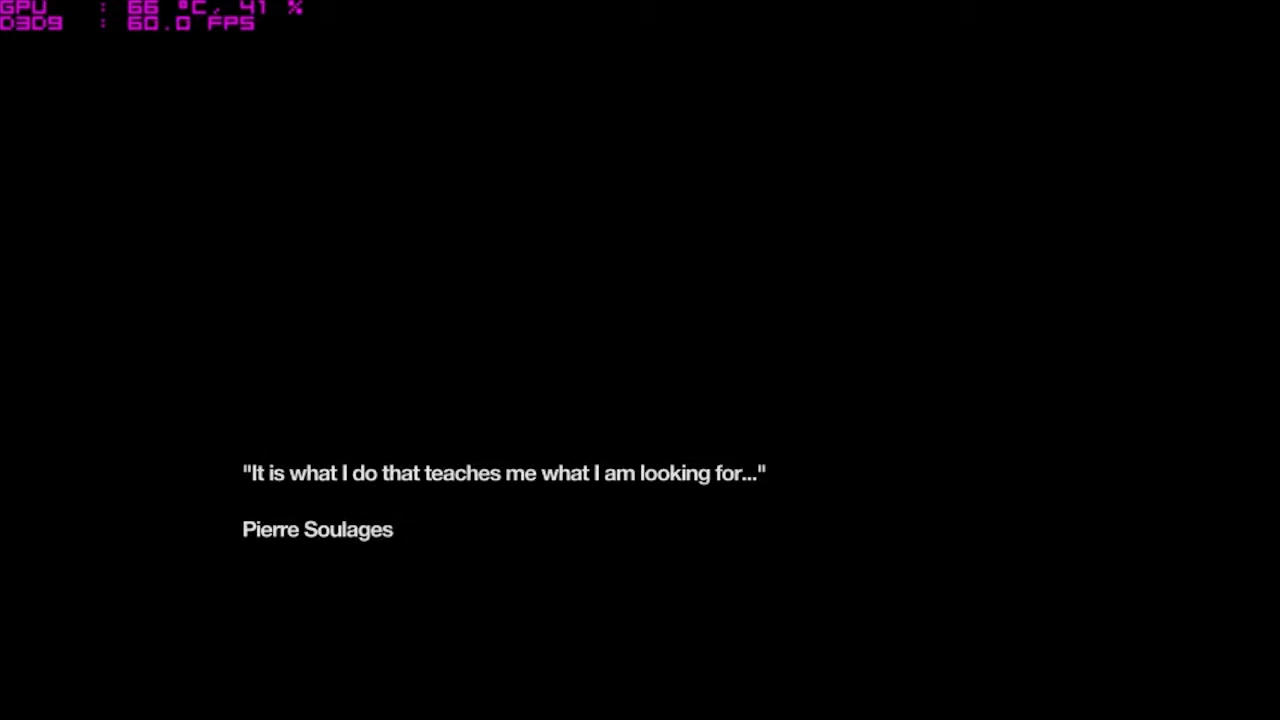 GPU : 66 °C, 41 %
D3D9 : 60.0 FPS
"It is what I do that teaches me what I am looking for..."
Pierre Soulages